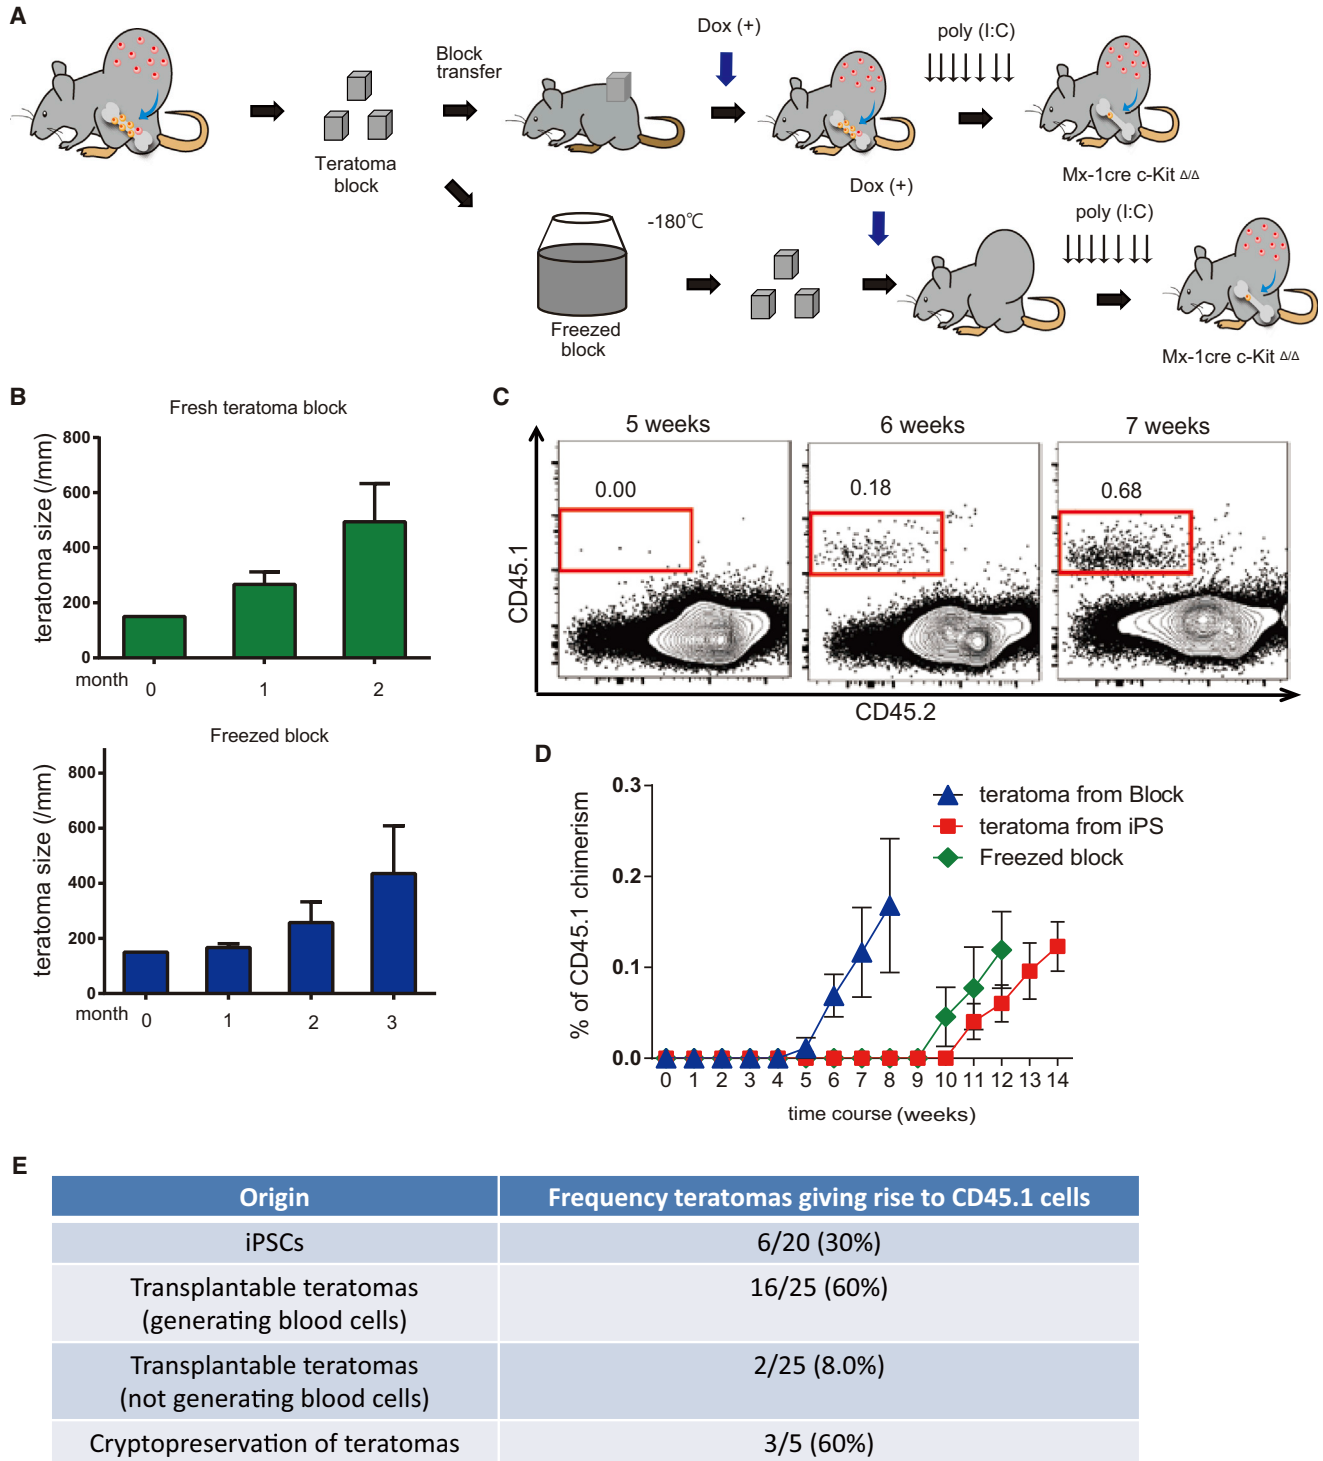 A
Block
transfer
Dox (+)
poly (I:C)
Teratoma
block
Mx-1cre c-Kit Δ/Δ
Dox (+)
poly (I:C)
-180℃
Freezed
block
Mx-1cre c-Kit Δ/Δ
B
Fresh teratoma block
teratoma size (/mm)
800
600
400
200
0
month
0 1 2
Freezed block
teratoma size (/mm)
800
600
400
200
0
month
0 1 2 3
C
5 weeks 6 weeks 7 weeks
0.00 0.18 0.68
CD45.1
CD45.2
D
% of CD45.1 chimerism
0.3
0.2
0.1
0.0
teratoma from Block
teratoma from iPS
Freezed block
0 1 2 3 4 5 6 7 8 9 10 11 12 13 14
time course (weeks)
E
Origin Frequency teratomas giving rise to CD45.1 cells
iPSCs 6/20 (30%)
Transplantable teratomas
(generating blood cells)
16/25 (60%)
Transplantable teratomas
(not generating blood cells)
2/25 (8.0%)
Cryptopreservation of teratomas 3/5 (60%)